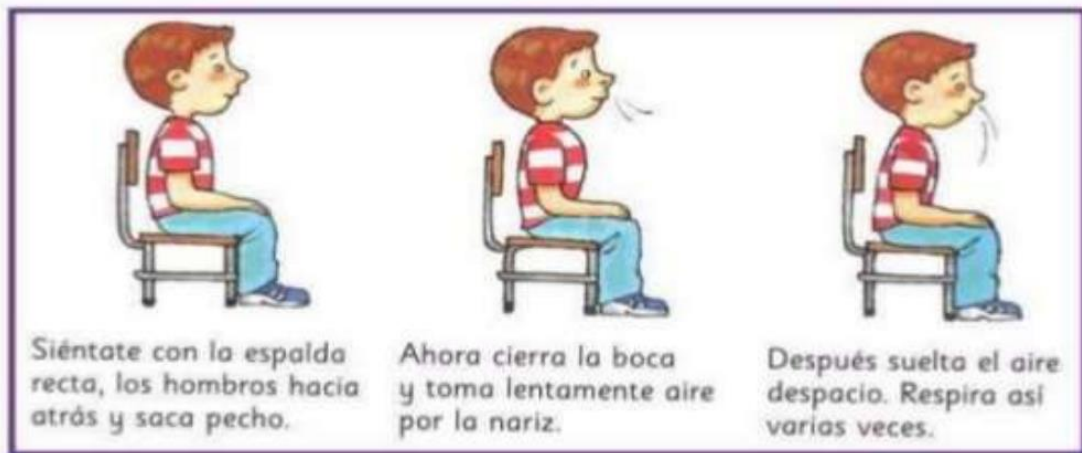 Siéntate con la espalda
recta, los hombros hacia
atrás y saca pecho.
Ahora cierra la boca
y toma lentamente aire
por la nariz.
Después suelta el aire
despacio. Respira así
varias veces.